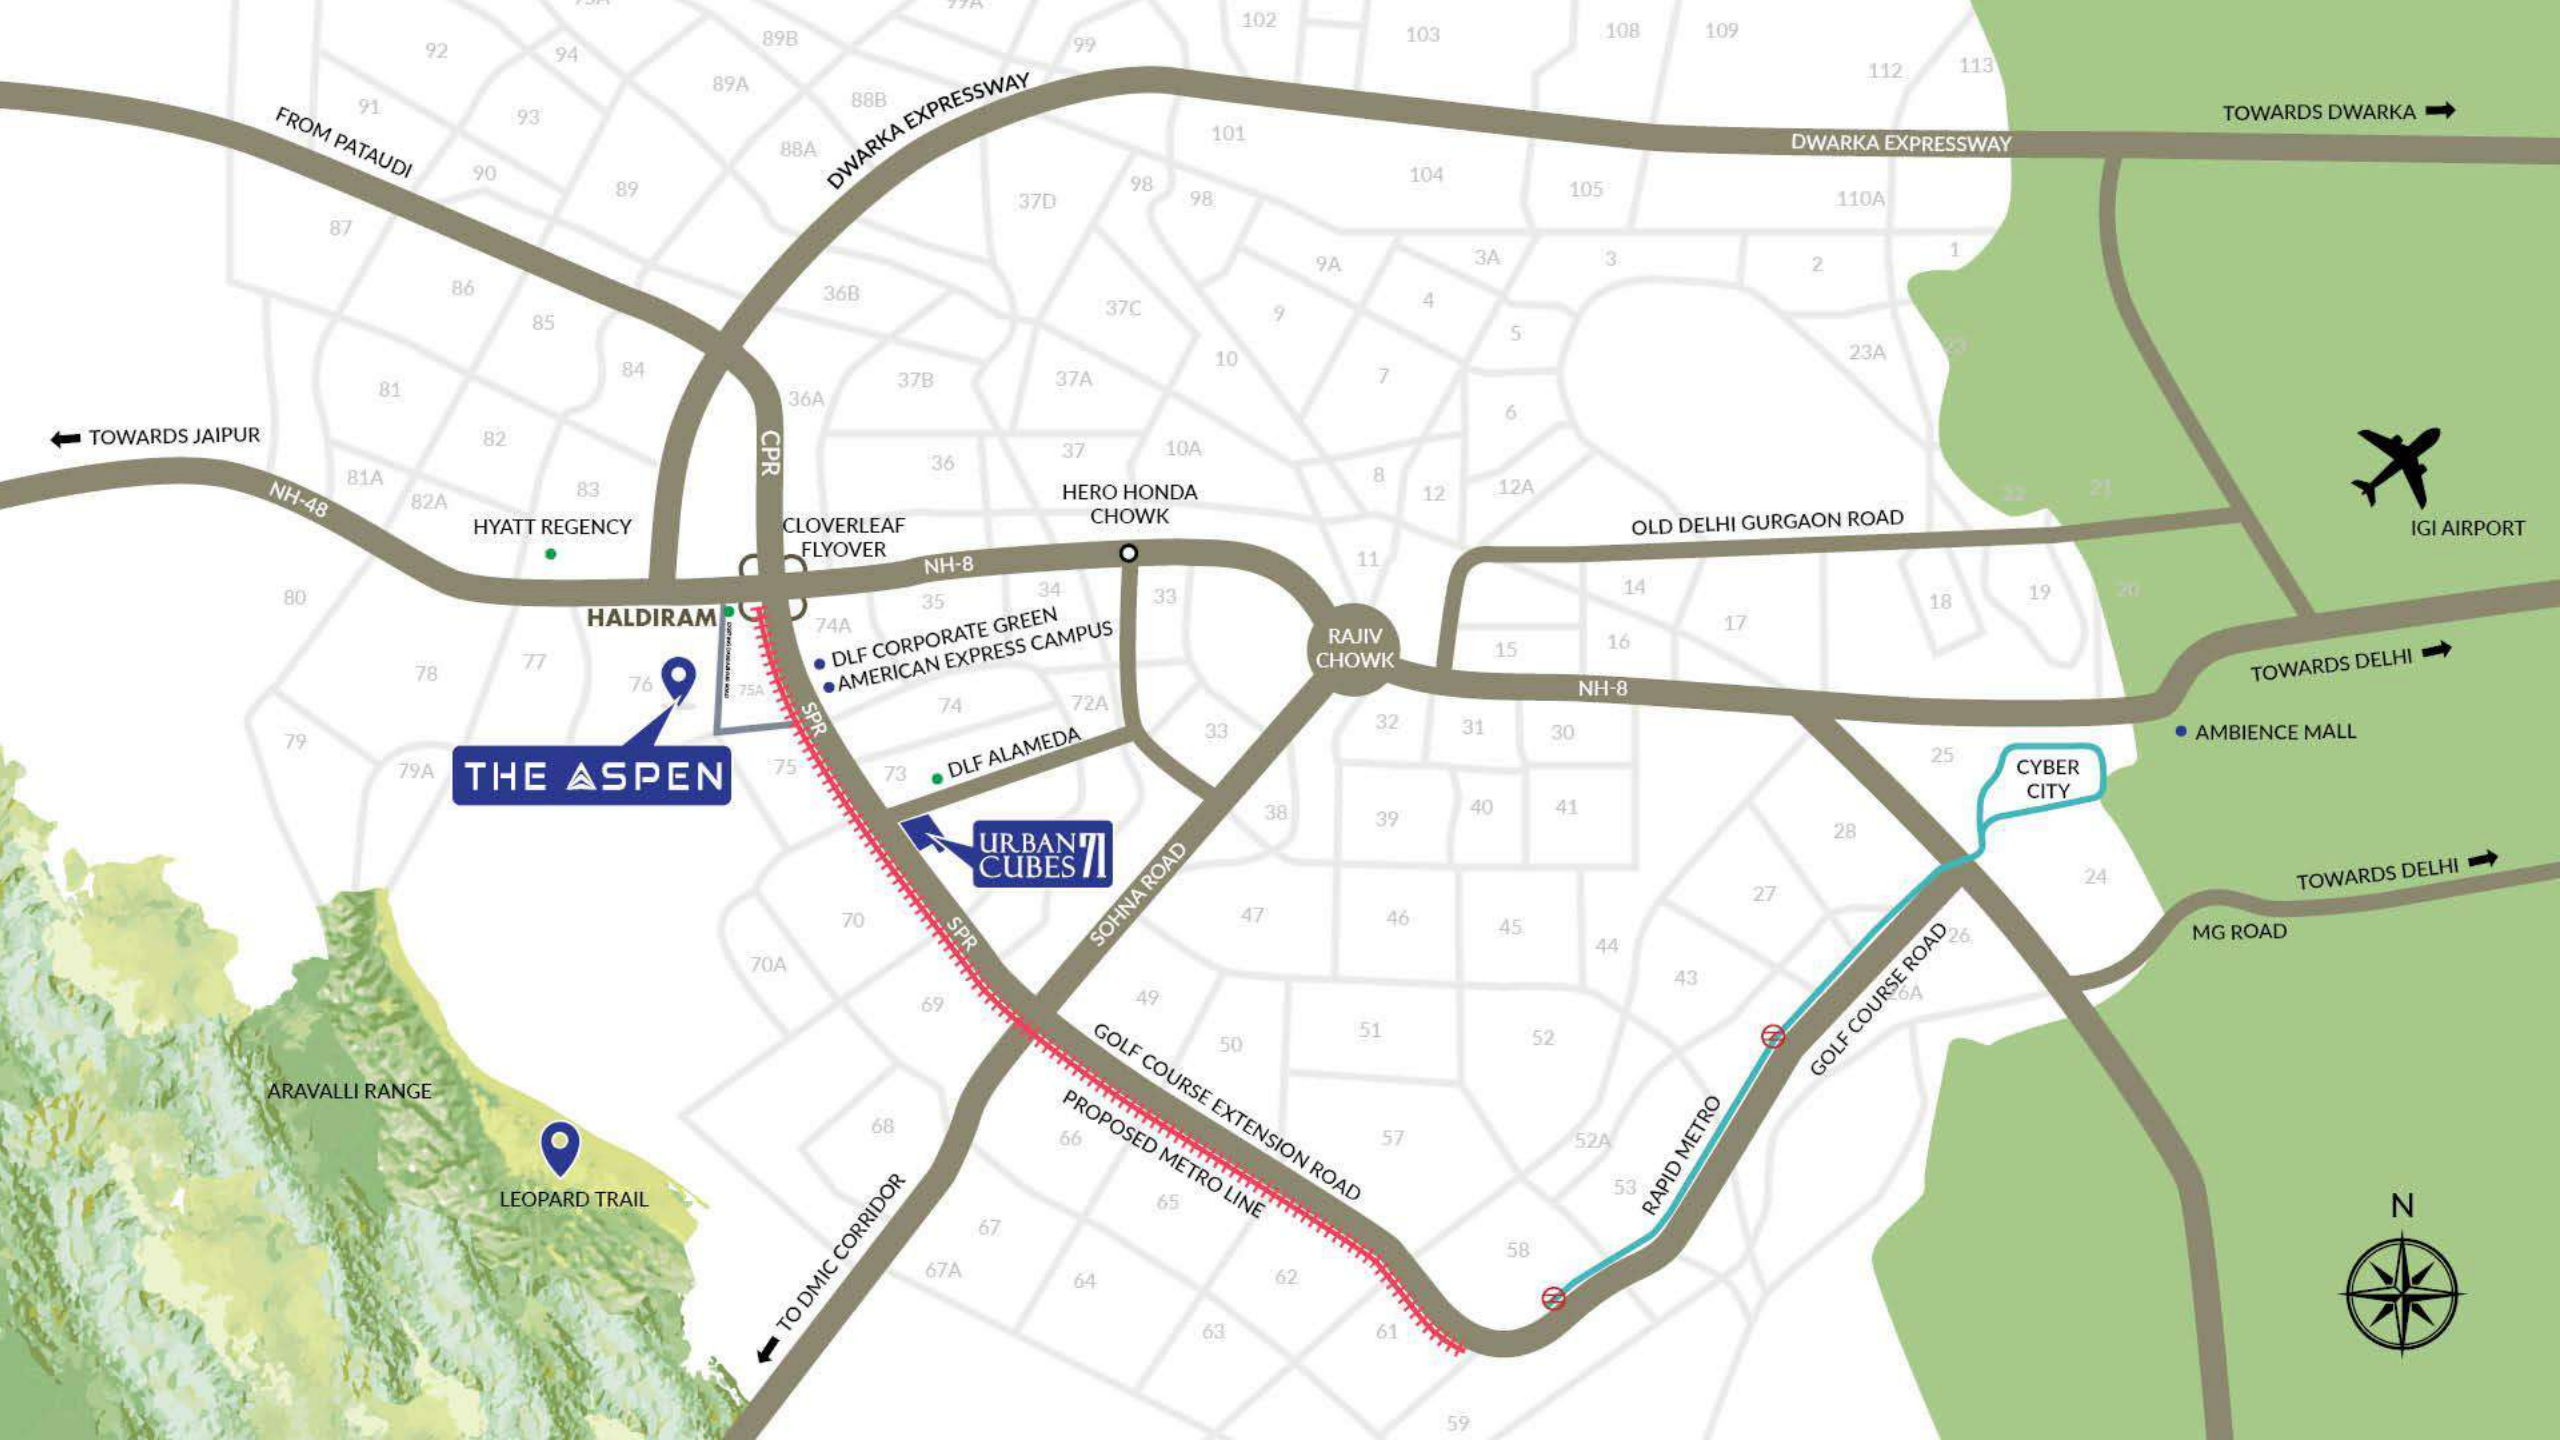 99A
102
103
108
109
89B
99
92
94
112
113
89A
88B
91
93
TOWARDS DWARKA
FROM PATAUDI
DWARKA EXPRESSWAY
101
DWARKA EXPRESSWAY
88A
90
89
37D
98
98
104
105
110A
87
36B
9A
3A
3
2
1
86
85
37C
9
4
5
84
10
23A
23
81
36A
37B
37A
7
6
TOWARDS JAIPUR
82
CPR
36
37
10A
81A
82A
83
8
12
12A
22
21
NH-48
HYATT REGENCY
CLOVERLEAF
FLYOVER
HERO HONDA
CHOWK
OLD DELHI GURGAON ROAD
IGI AIRPORT
NH-8
11
80
HALDIRAM
74A
35
34
33
14
17
18
19
20
DLF CORPORATE GREEN
AMERICAN EXPRESS CAMPUS
RAJIV
CHOWK
15
16
78
77
76
75A
74
72A
NH-8
TOWARDS DELHI
SPR
33
32
31
30
79
79A
THE ASPEN
75
73
DLF ALAMEDA
25
AMBIENCE MALL
CYBER
CITY
URBAN 71
CUBES
38
39
40
41
28
24
TOWARDS DELHI
70
SPR
SOHNA ROAD
47
46
45
44
27
26
MG ROAD
70A
69
49
43
26A
GOLF COURSE ROAD
50
51
52
GOLF COURSE EXTENSION ROAD
PROPOSED METRO LINE
ARAVALLI RANGE
68
66
57
52A
53
RAPID METRO
LEOPARD TRAIL
65
67
58
N
67A
64
62
TO DMIC CORRIDOR
63
61
59